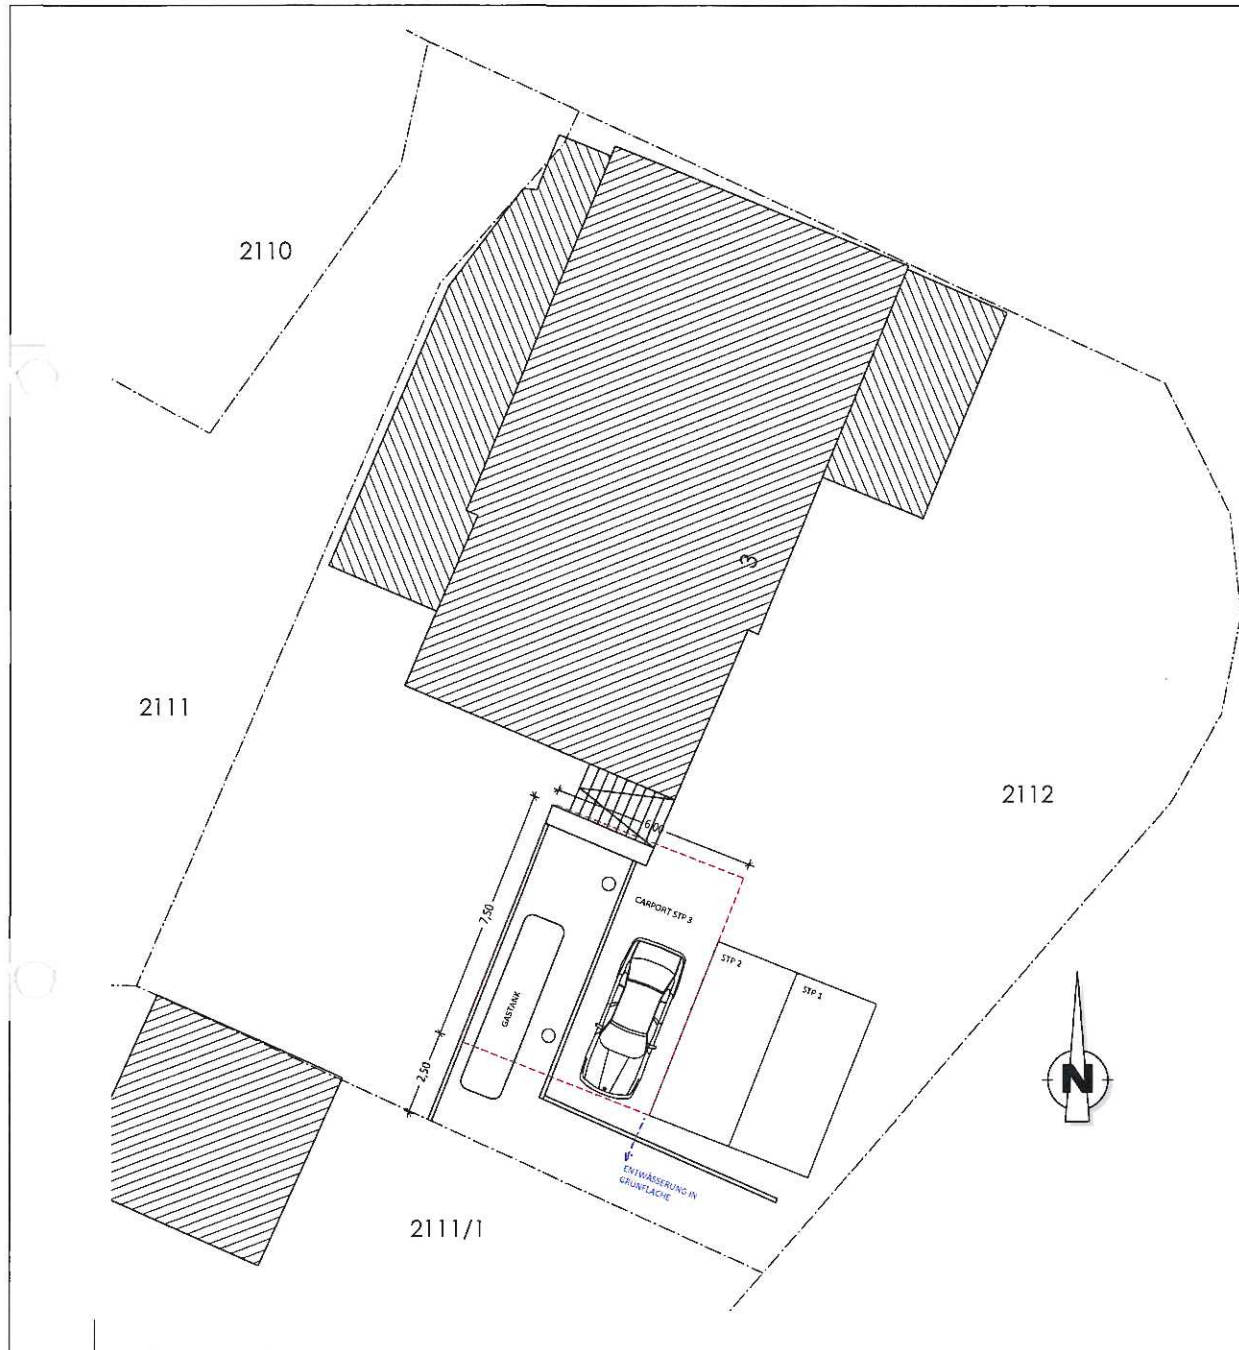 2110
3
2111
2112
6,00
7,50
CARPORT STP 3
STP 2
STP 1
GASTANK
2,50
N
ENTWÄSSERUNG IN
GRÜNFLÄCHE
2111/1